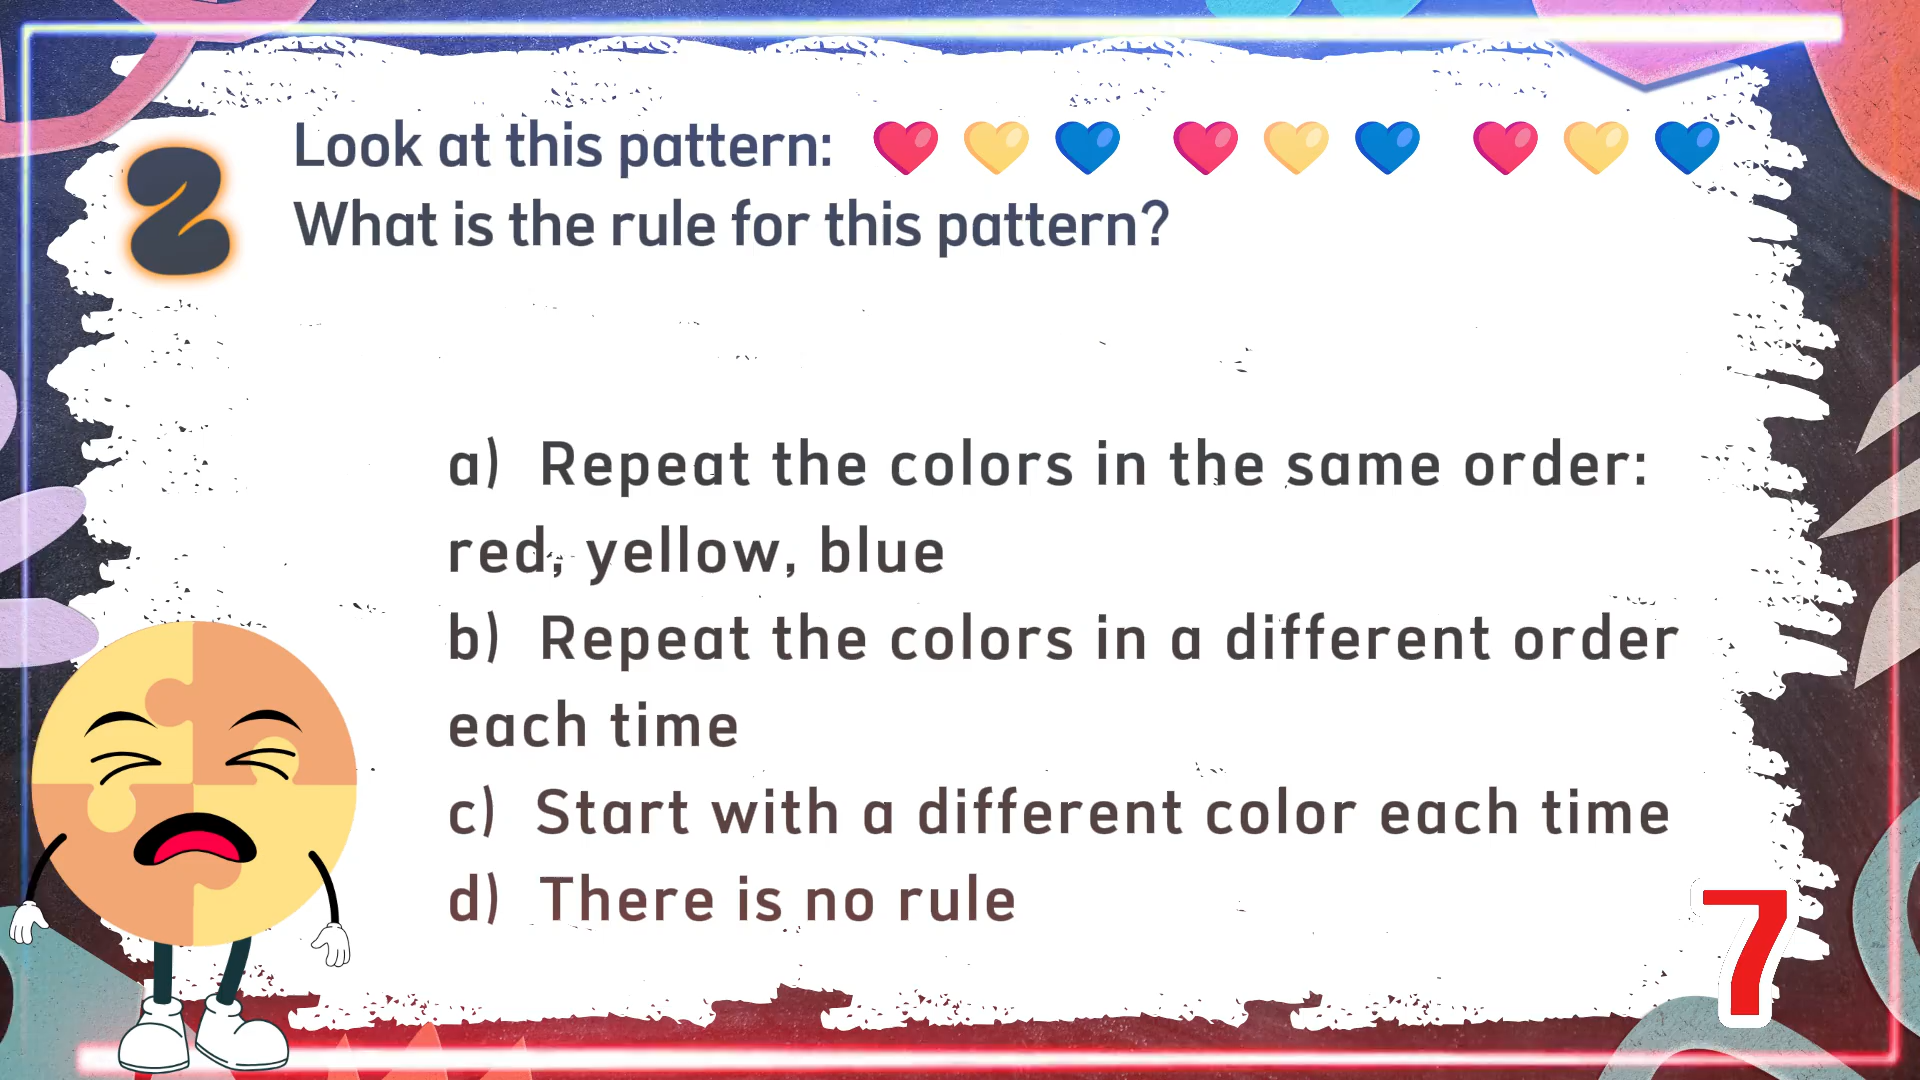 2
Look at this pattern:
What is the rule for this pattern?
a) Repeat the colors in the same order:
red, yellow, blue
b) Repeat the colors in a different order
each time
c) Start with a different color each time
d) There is no rule
7